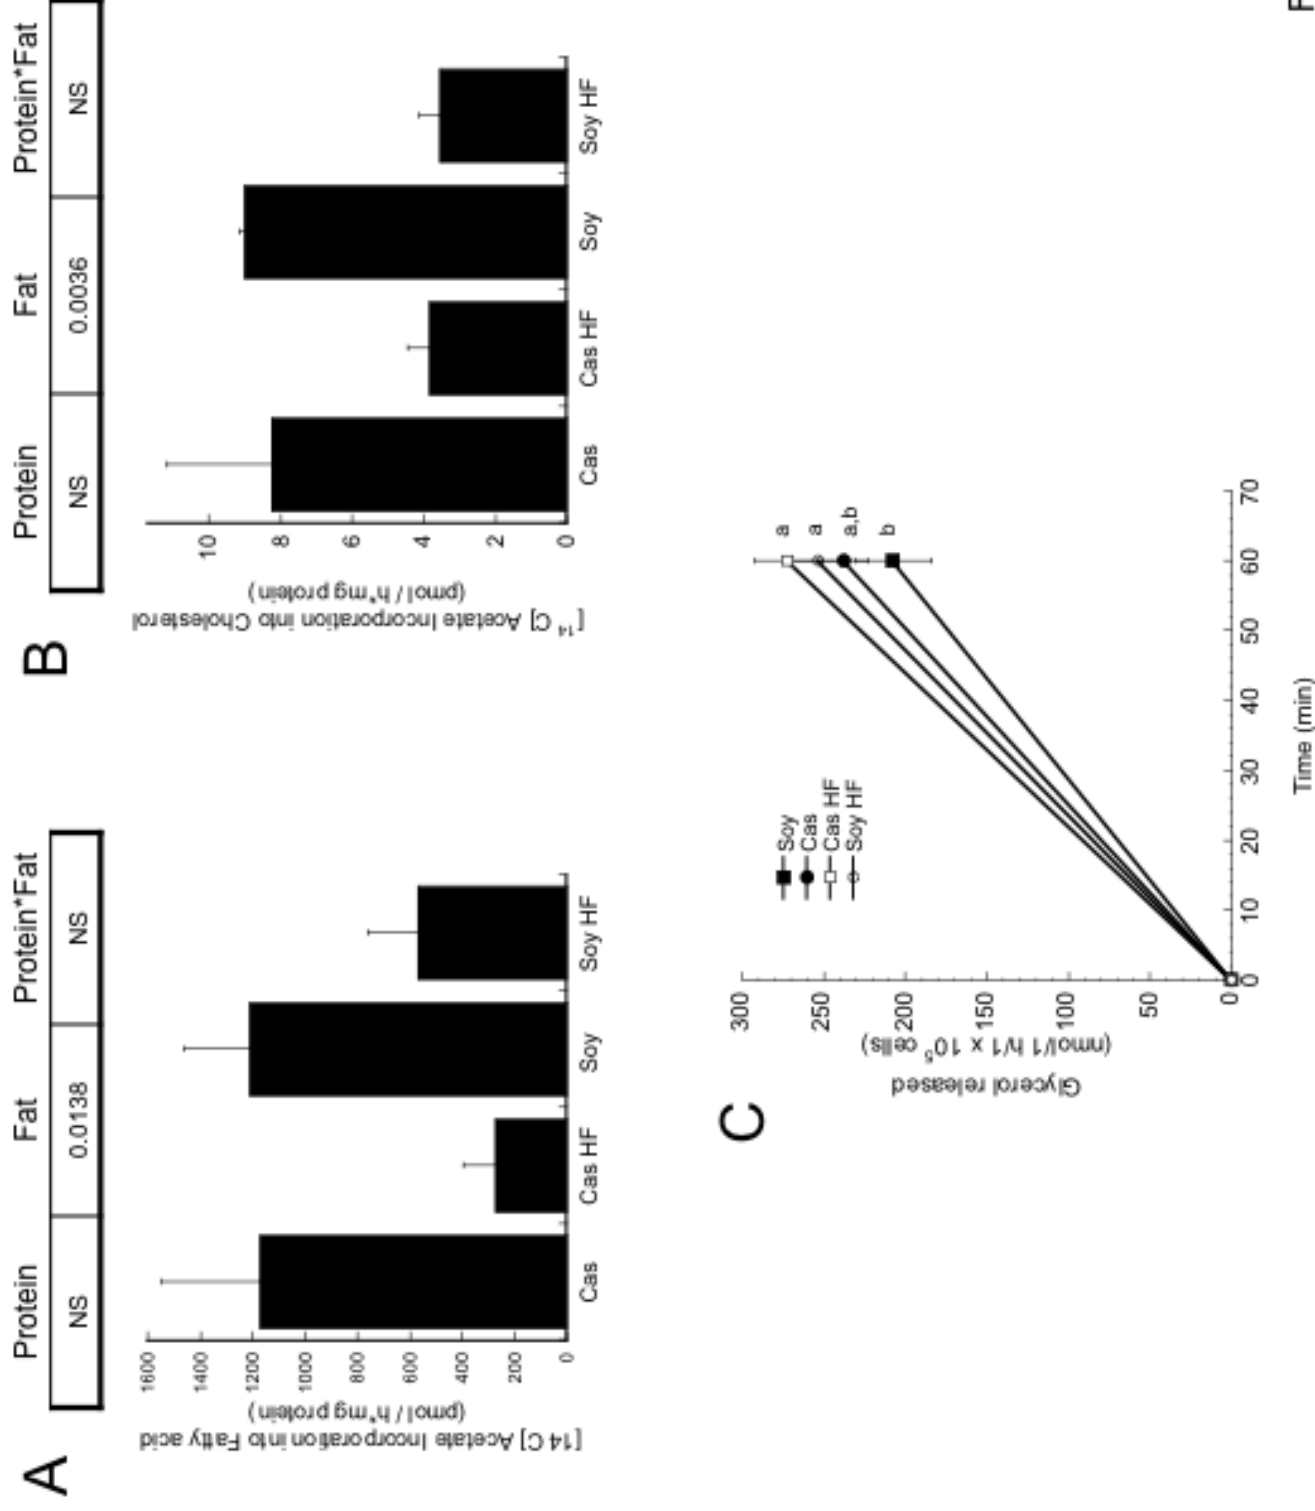 A
Protein Fat Protein*Fat
NS 0.0138 NS
[14 C] Acetate Incorporation into Fatty acid
(pmol / h*mg protein)
1600
1400
1200
1000
800
600
400
200
0
Cas Cas HF Soy Soy HF
B
Protein Fat Protein*Fat
NS 0.0036 NS
[14 C] Acetate Incorporation into Cholesterol
(pmol / h*mg protein)
10
8
6
4
2
0
Cas Cas HF Soy Soy HF
C
Glycerol released
(nmol/1 h/1 x 10⁵ cells)
300
250
200
150
100
50
0
Soy
Cas
Cas HF
Soy HF
a
a
a,b
b
0 10 20 30 40 50 60 70
Time (min)